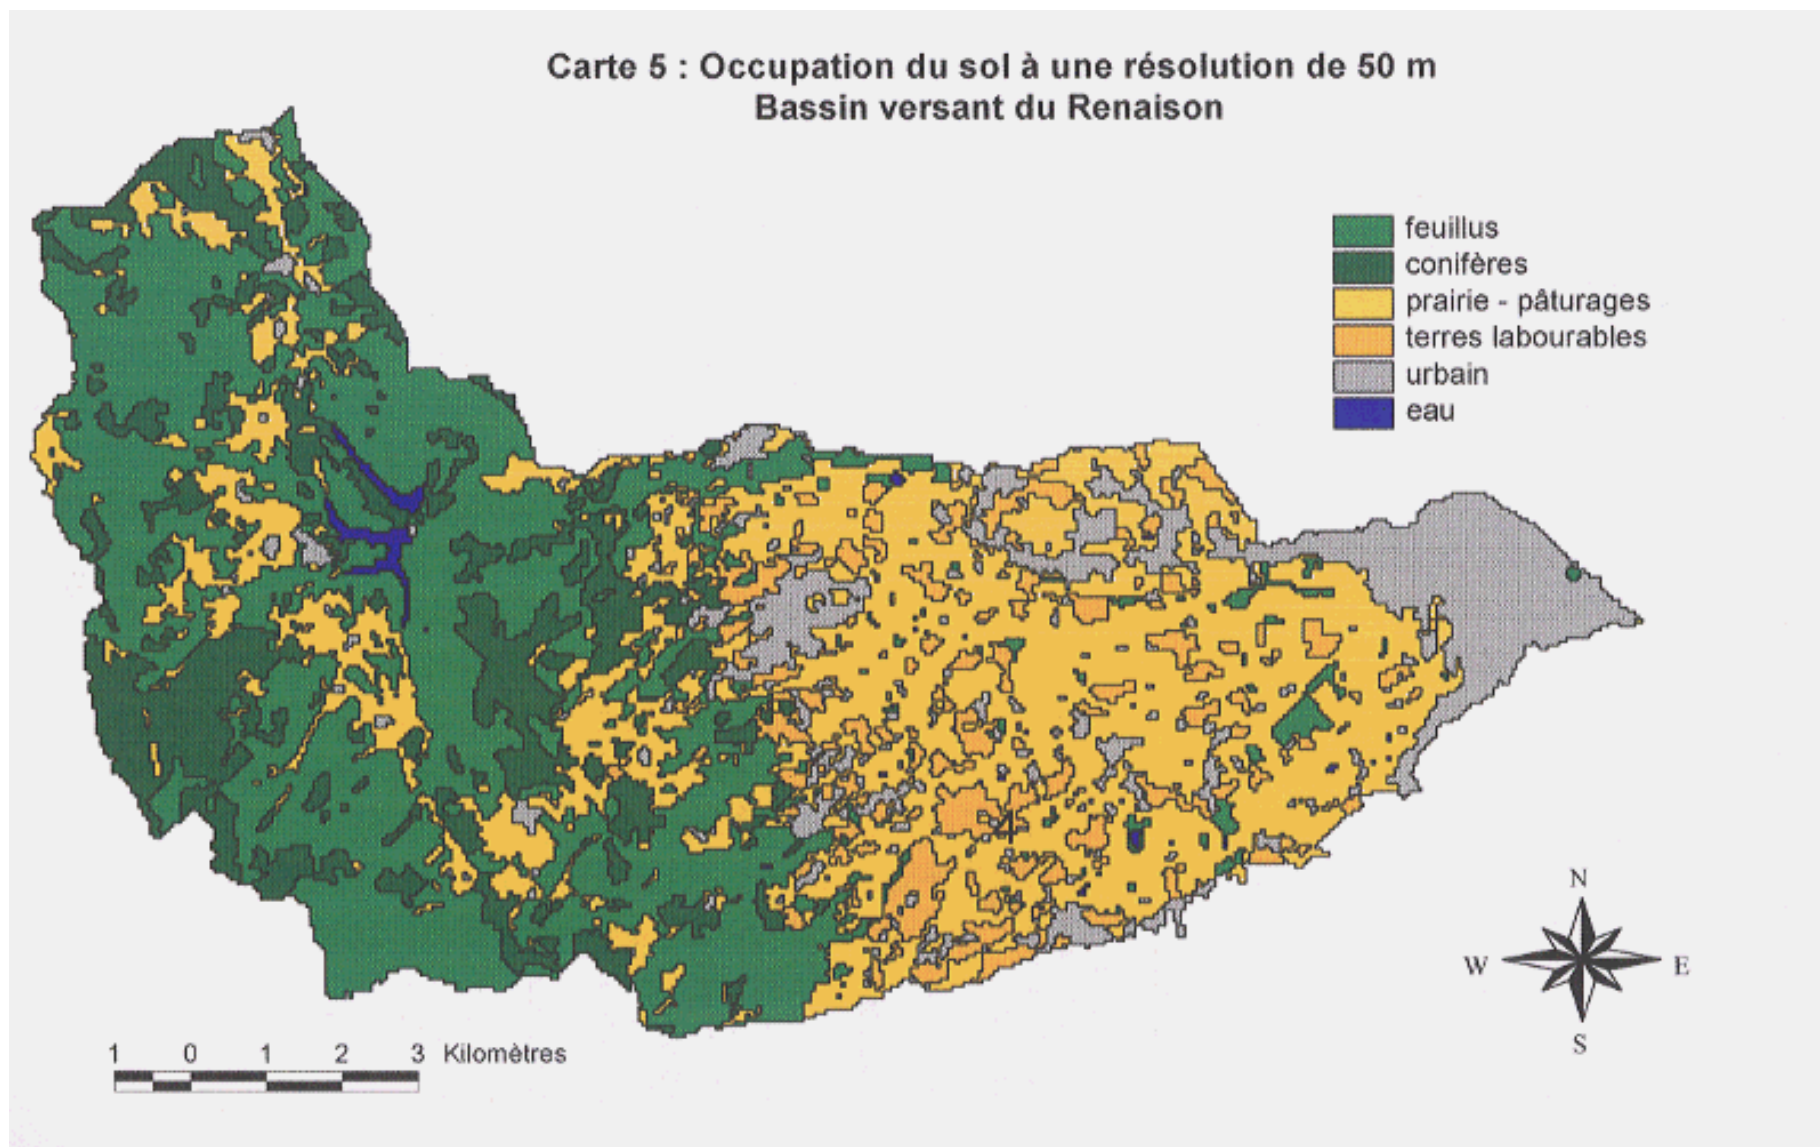 Carte 5 : Occupation du sol à une résolution de 50 m
Bassin versant du Renaison
feuillus
conifères
prairie - pâturages
terres labourables
urbain
eau
4
N
W E
S
1 0 1 2 3 Kilomètres